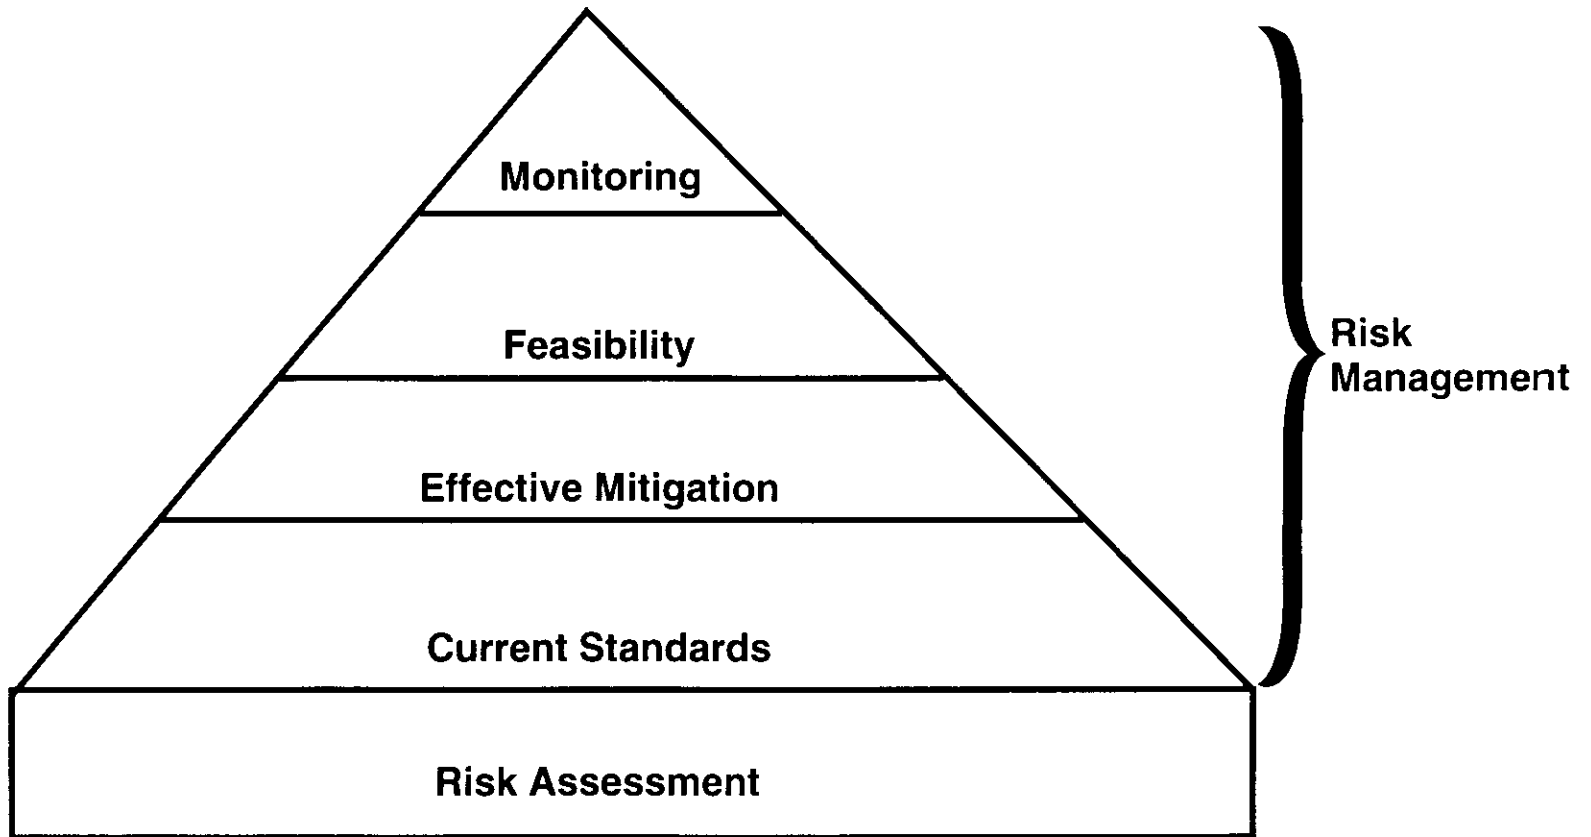 Monitoring
Feasibility
Effective Mitigation
Current Standards
Risk Assessment
Risk
Management